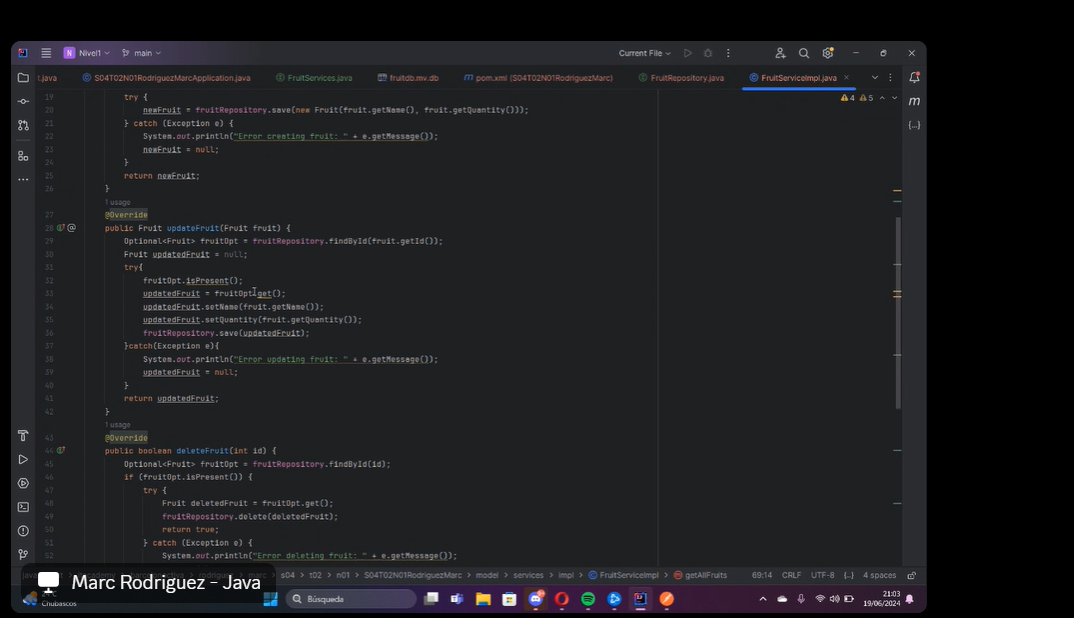 N Nivel1 main Current File
t.java S04T02N01RodriguezMarcApplication.java FruitServices.java fruitdb.mv.db pom.xml (S04T02N01RodriguezMarc) FruitRepository.java FruitServiceImpl.java
4 5
19 try {
20 newFruit = fruitRepository.save(new Fruit(fruit.getName(), fruit.getQuantity()));
21 } catch (Exception e) {
22 System.out.println("Error creating fruit: " + e.getMessage());
23 newFruit = null;
24 }
25 return newFruit;
26 }
1 usage
27 @Override
28 public Fruit updateFruit(Fruit fruit) {
29 Optional<Fruit> fruitOpt = fruitRepository.findById(fruit.getId());
30 Fruit updatedFruit = null;
31 try{
32 fruitOpt.isPresent();
33 updatedFruit = fruitOpt.get();
34 updatedFruit.setName(fruit.getName());
35 updatedFruit.setQuantity(fruit.getQuantity());
36 fruitRepository.save(updatedFruit);
37 }catch(Exception e){
38 System.out.println("Error updating fruit: " + e.getMessage());
39 updatedFruit = null;
40 }
41 return updatedFruit;
42 }
1 usage
43 @Override
44 public boolean deleteFruit(int id) {
45 Optional<Fruit> fruitOpt = fruitRepository.findById(id);
46 if (fruitOpt.isPresent()) {
47 try {
48 Fruit deletedFruit = fruitOpt.get();
49 fruitRepository.delete(deletedFruit);
50 return true;
51 } catch (Exception e) {
52 System.out.println("Error deleting fruit: " + e.getMessage());
s04 t02 n01 S04T02N01RodriguezMarc model services impl FruitServiceImpl getAllFruits 69:14 CRLF UTF-8 {..} 4 spaces
Marc Rodriguez - Java
Chubascos
Búsqueda
21:03
19/06/2024